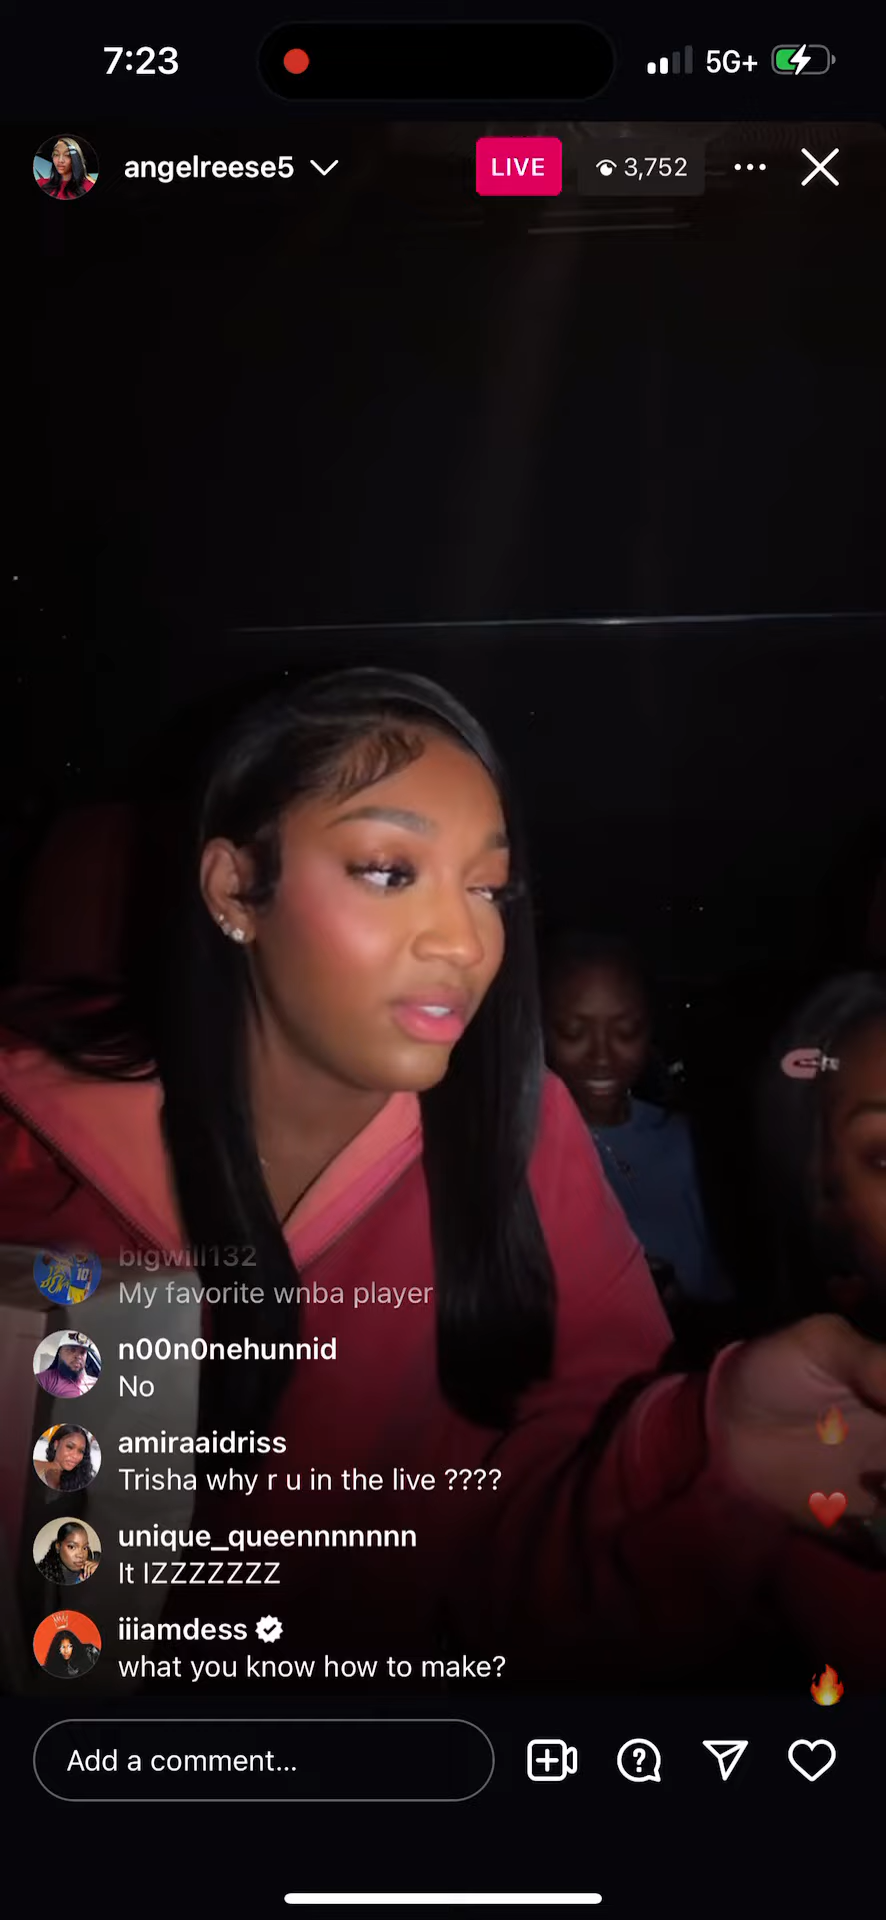 7:23
5G+
angelreese5
LIVE
3,752
bigwill132
My favorite wnba player
n00n0nehunnid
No
amiraaidriss
Trisha why r u in the live ????
unique_queennnnnnn
It IZZZZZZZ
iiiamdess
what you know how to make?
Add a comment...